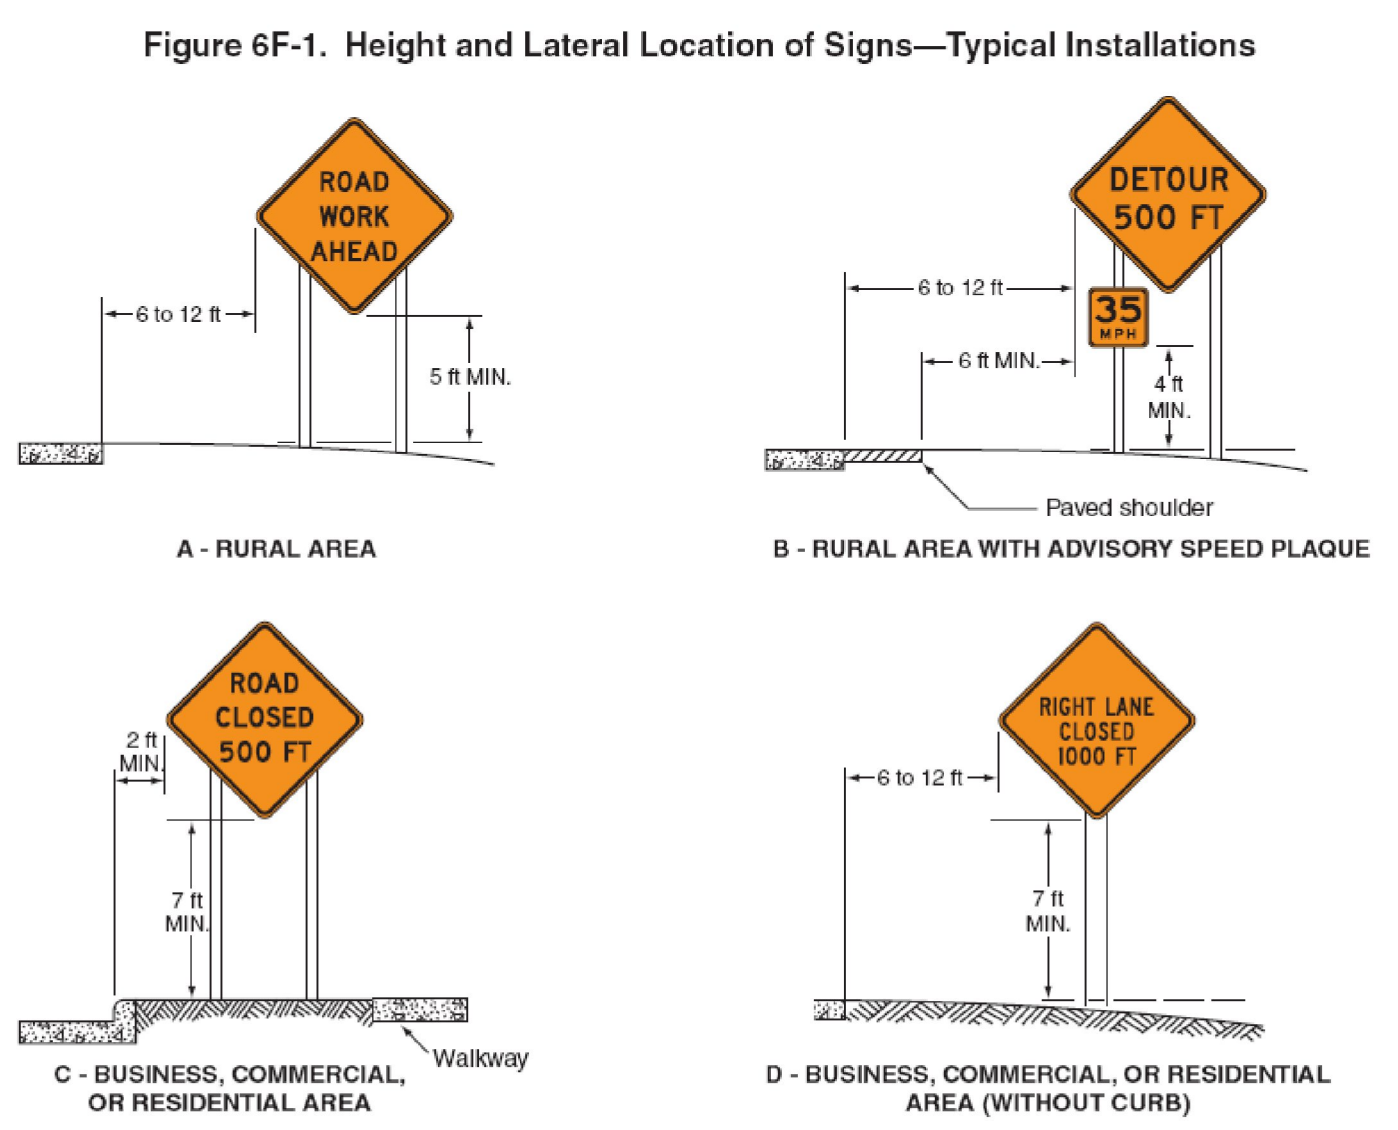 Figure 6F-1. Height and Lateral Location of Signs—Typical Installations
ROAD
WORK
AHEAD
6 to 12 ft
5 ft MIN.
A - RURAL AREA
DETOUR
500 FT
6 to 12 ft
35
MPH
6 ft MIN.
4 ft
MIN.
Paved shoulder
B - RURAL AREA WITH ADVISORY SPEED PLAQUE
ROAD
CLOSED
500 FT
2 ft
MIN.
7 ft
MIN.
Walkway
C - BUSINESS, COMMERCIAL,
OR RESIDENTIAL AREA
RIGHT LANE
CLOSED
1000 FT
6 to 12 ft
7 ft
MIN.
D - BUSINESS, COMMERCIAL, OR RESIDENTIAL
AREA (WITHOUT CURB)